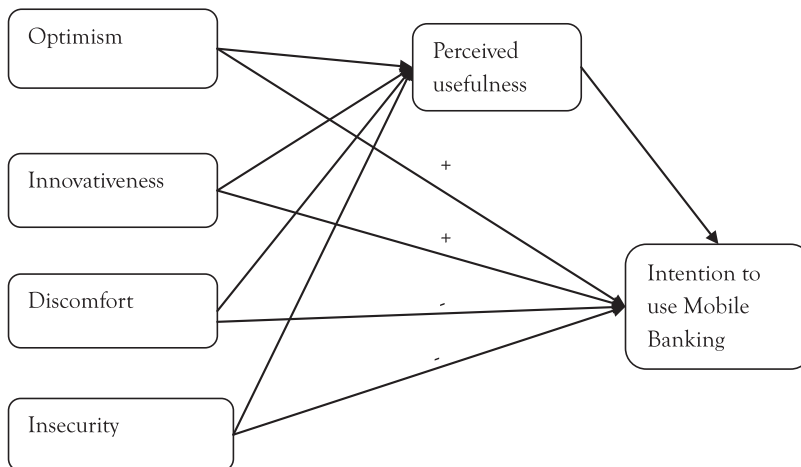 Optimism
Perceived
usefulness
Innovativeness
+
+
Discomfort
Intention to
use Mobile
Banking
-
-
Insecurity